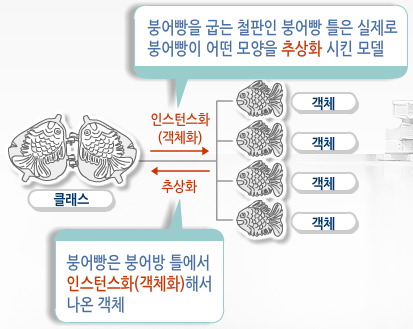 붕어빵을 굽는 철판인 붕어빵 틀은 실제로
붕어빵이 어떤 모양을 추상화 시킨 모델
인스턴스화
(객체화)
추상화
클래스
객체
객체
객체
객체
붕어빵은 붕어방 틀에서
인스턴스화(객체화)해서
나온 객체